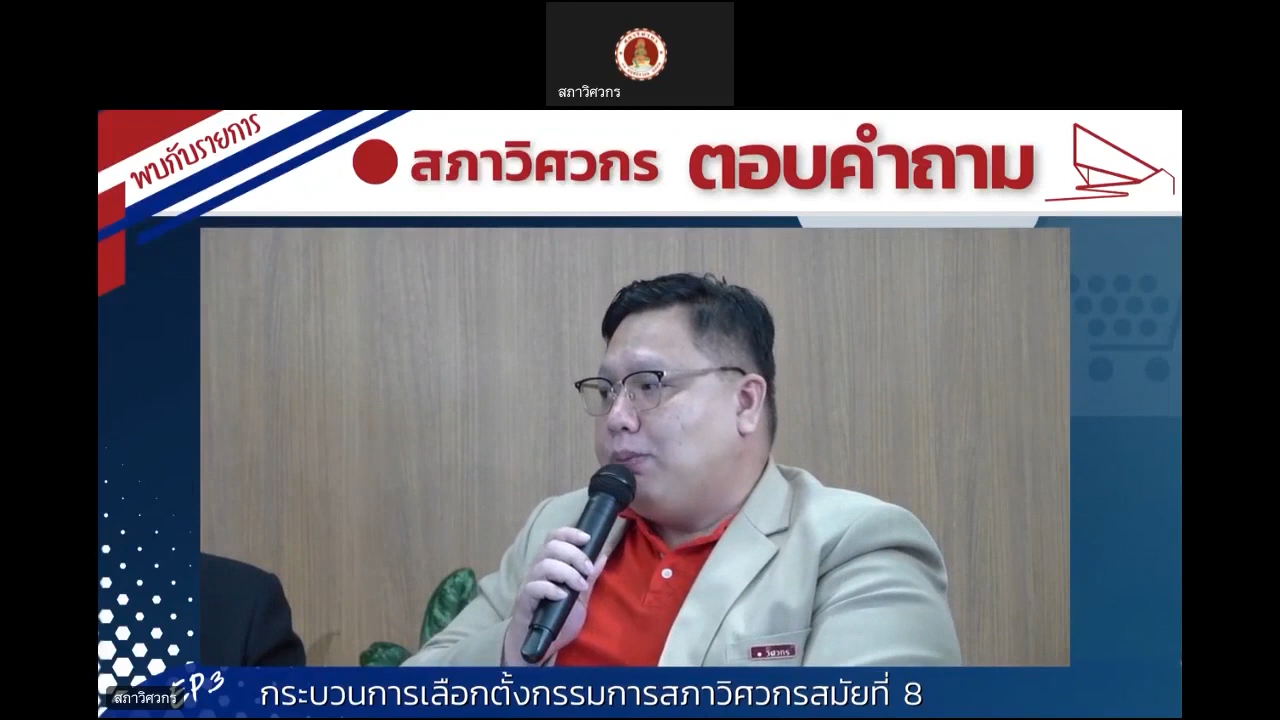 สภาวิศวกร
พบกับรายการ
สภาวิศวกร ตอบคำถาม
วิศวกร
EP3
สภาวิศวกร
กระบวนการเลือกตั้งกรรมการสภาวิศวกรสมัยที่ 8